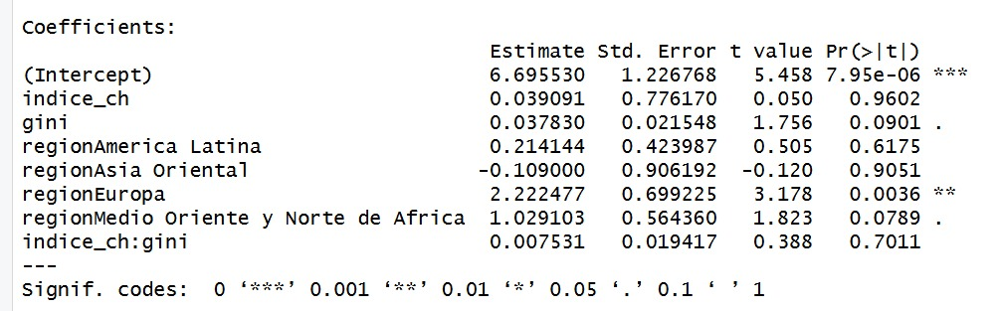 Coefficients:
Estimate Std. Error t value Pr(>|t|)
(Intercept) 6.695530 1.226768 5.458 7.95e-06 ***
indice_ch 0.039091 0.776170 0.050 0.9602
gini 0.037830 0.021548 1.756 0.0901 .
regionAmerica Latina 0.214144 0.423987 0.505 0.6175
regionAsia Oriental -0.109000 0.906192 -0.120 0.9051
regionEuropa 2.222477 0.699225 3.178 0.0036 **
regionMedio Oriente y Norte de Africa 1.029103 0.564360 1.823 0.0789 .
indice_ch:gini 0.007531 0.019417 0.388 0.7011
---
Signif. codes: 0 ‘***’ 0.001 ‘**’ 0.01 ‘*’ 0.05 ‘.’ 0.1 ‘ ’ 1